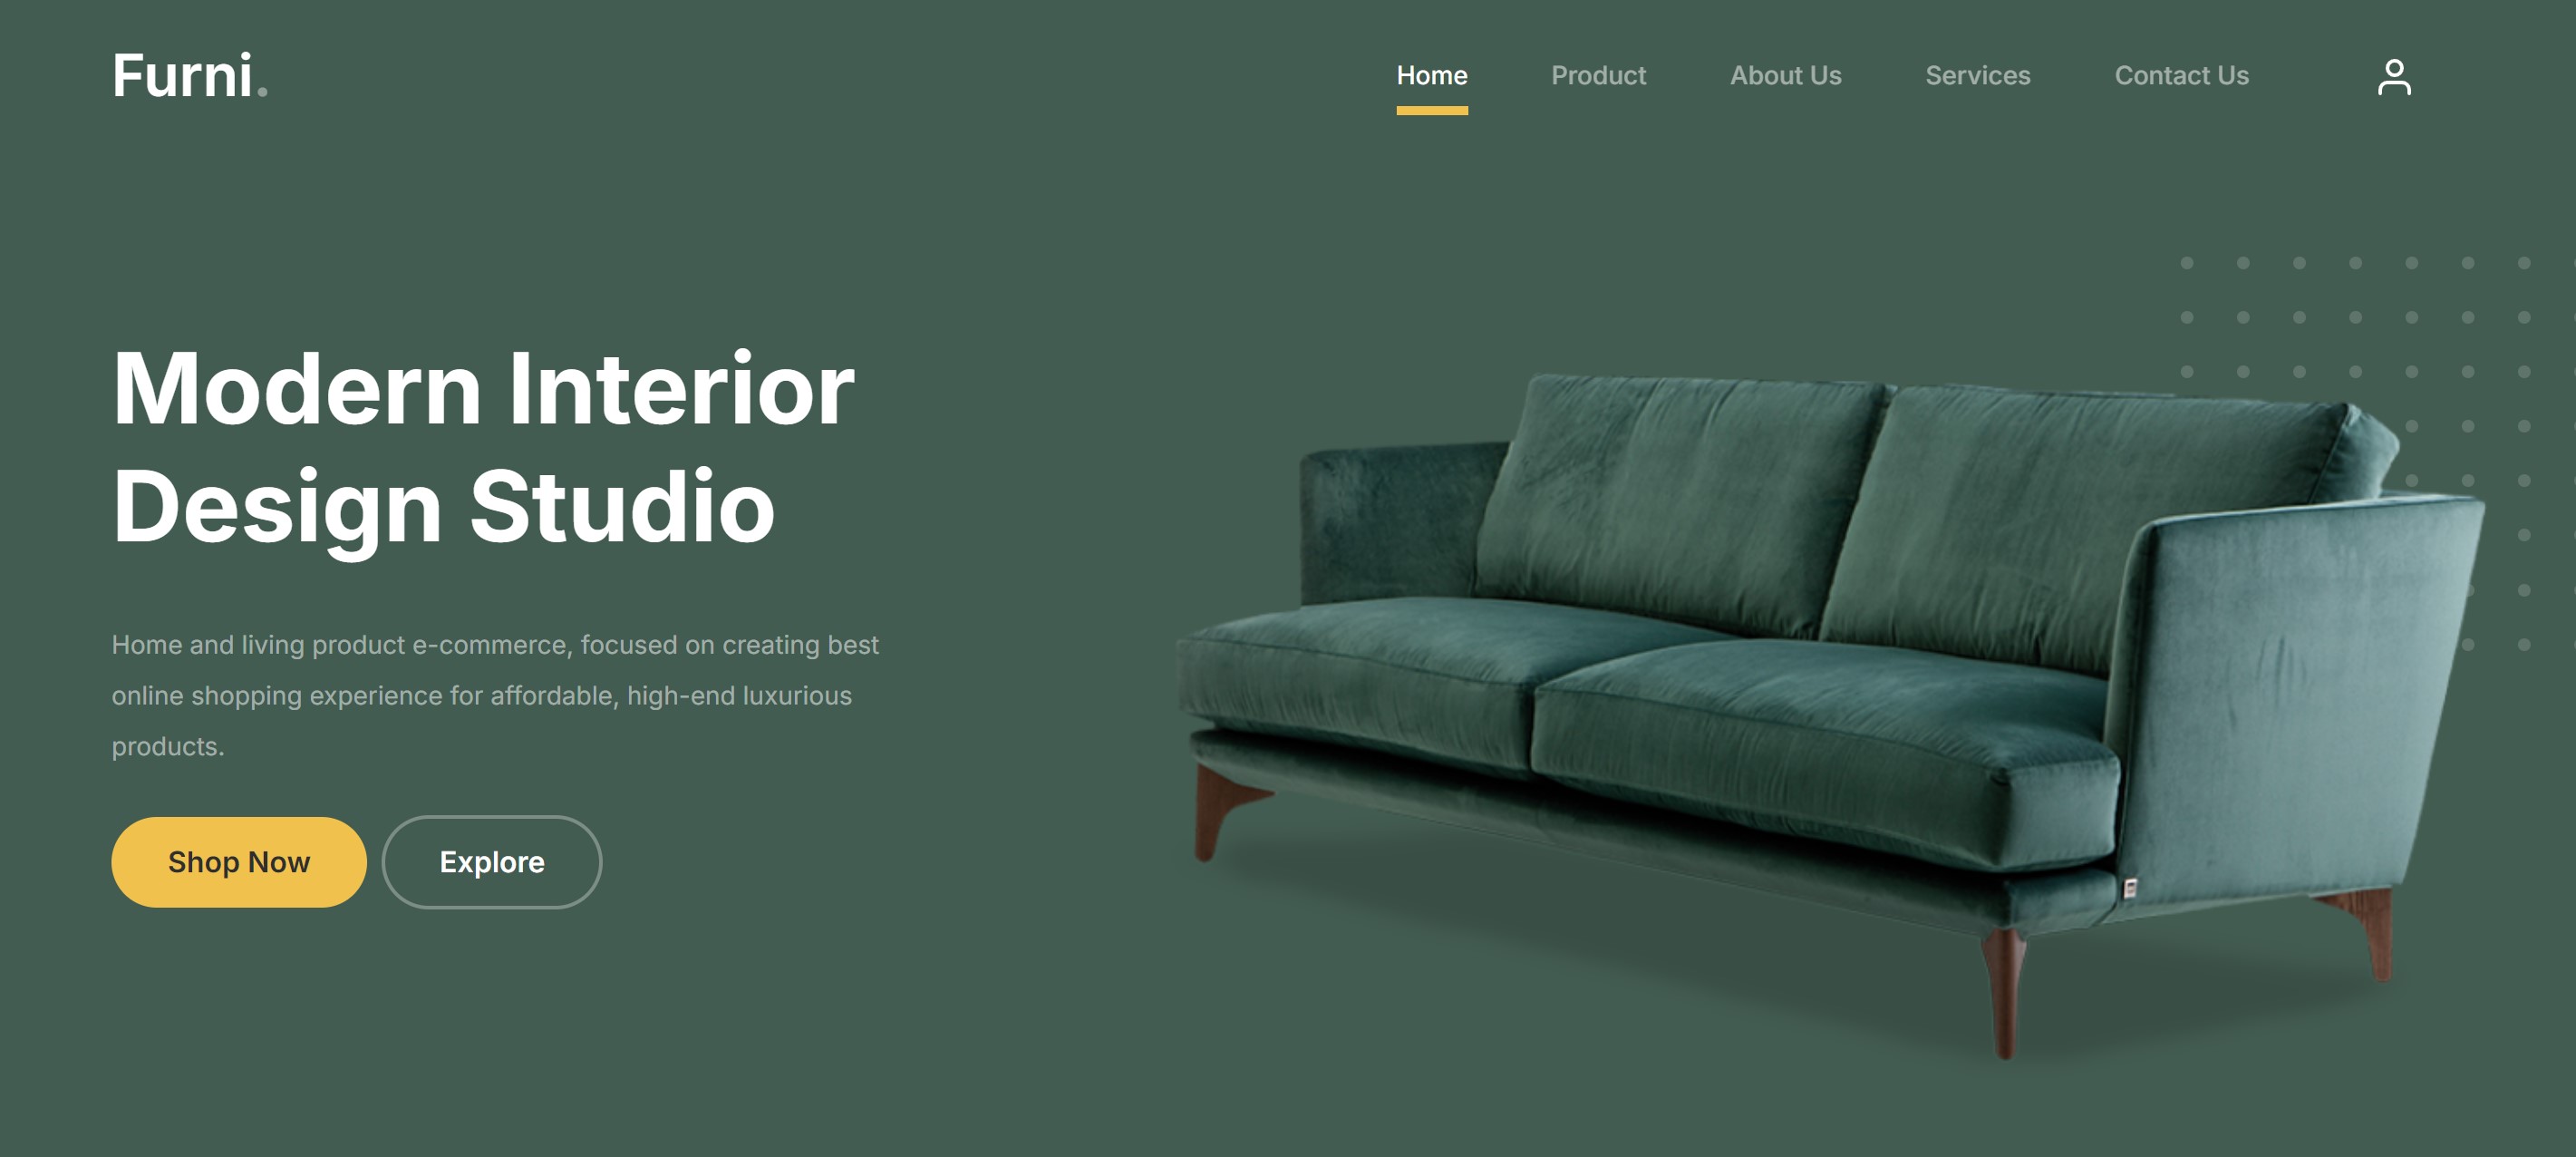 Furni.
Home
Product
About Us
Services
Contact Us
Modern Interior
Design Studio
Home and living product e-commerce, focused on creating best
online shopping experience for affordable, high-end luxurious
products.
Shop Now
Explore